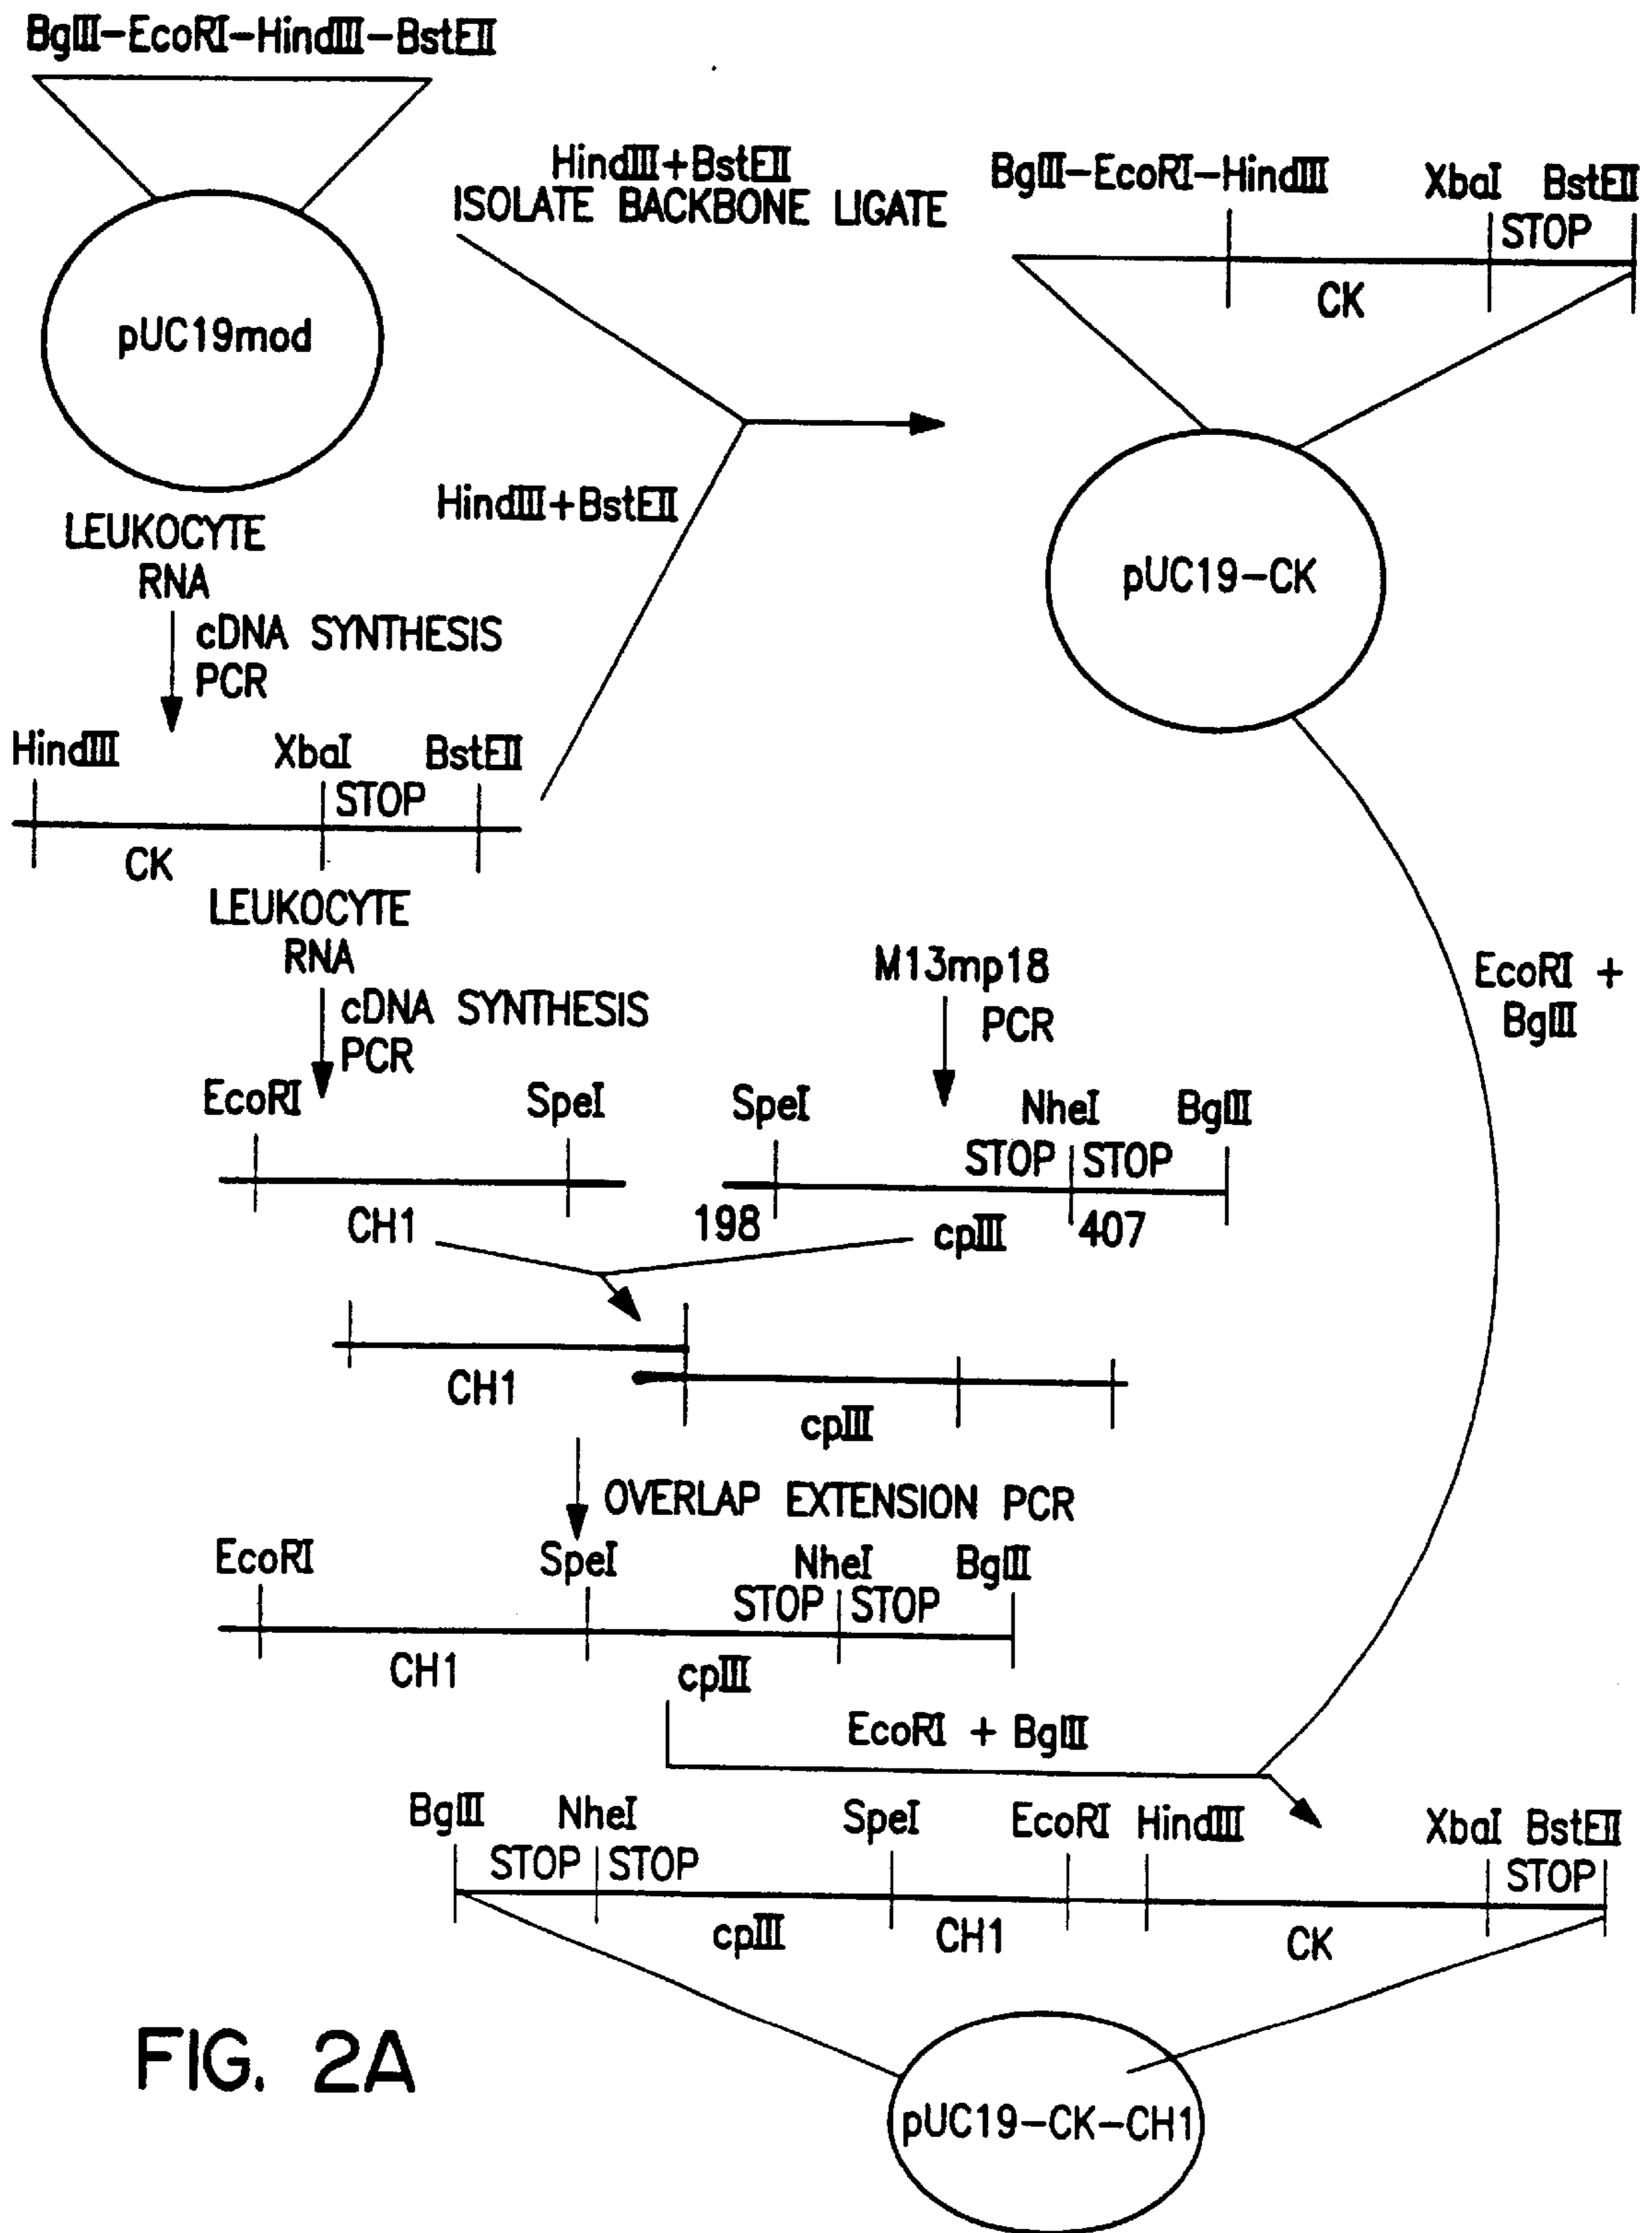 BglII-EcoRI-HindIII-BstEII
HindIII+BstEII
ISOLATE BACKBONE LIGATE
BglII-EcoRI-HindIII
XbaI BstEII
STOP
CK
pUC19mod
HindIII+BstEII
pUC19-CK
LEUKOCYTE
RNA
cDNA SYNTHESIS
PCR
HindIII XbaI BstEII
STOP
CK
LEUKOCYTE
RNA
cDNA SYNTHESIS
PCR
M13mp18
PCR
EcoRI +
BglII
EcoRI SpeI
CH1
SpeI NheI BglII
STOP STOP
198 cpIII 407
CH1
cpIII
OVERLAP EXTENSION PCR
EcoRI SpeI NheI BglII
STOP STOP
CH1 cpIII
EcoRI + BglII
BglII NheI SpeI EcoRI HindIII XbaI BstEII
STOP STOP STOP
cpIII CH1 CK
pUC19-CK-CH1
FIG. 2A